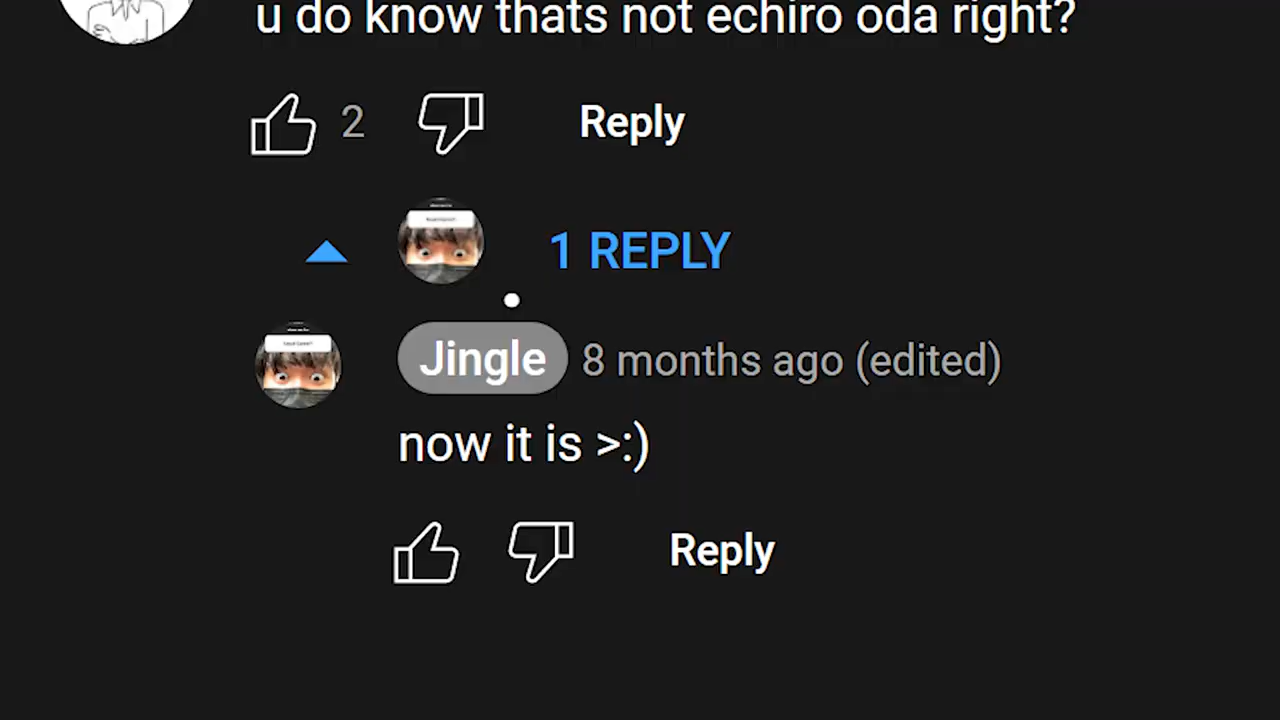 u do know thats not echiro oda right?
2 Reply
1 REPLY
Jingle 8 months ago (edited)
now it is >:)
Reply